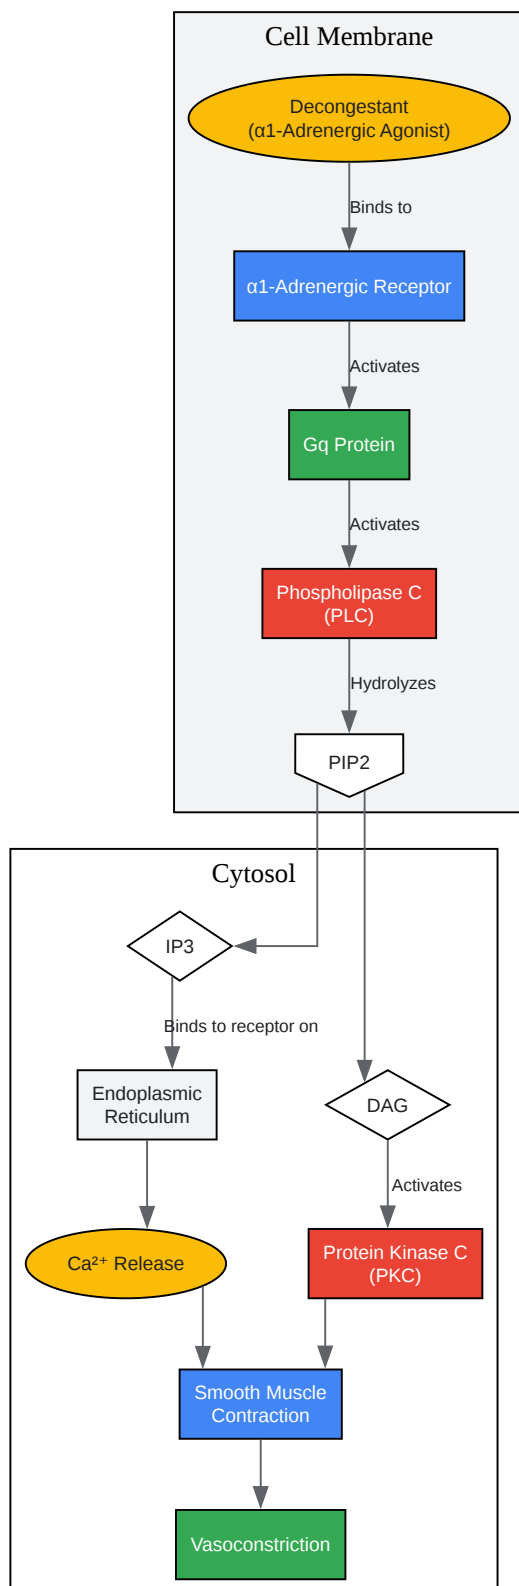 Cell Membrane
Decongestant
(α1-Adrenergic Agonist)
Binds to
α1-Adrenergic Receptor
Activates
Gq Protein
Activates
Phospholipase C
(PLC)
Hydrolyzes
PIP2
Cytosol
IP3
Binds to receptor on
Endoplasmic
Reticulum
DAG
Activates
Ca²⁺ Release
Protein Kinase C
(PKC)
Smooth Muscle
Contraction
Vasoconstriction